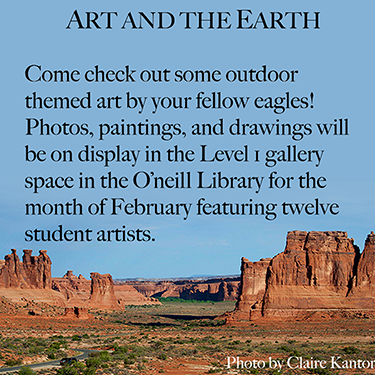 ART AND THE EARTH
Come check out some outdoor
themed art by your fellow eagles!
Photos, paintings, and drawings will
be on display in the Level 1 gallery
space in the O'neill Library for the
month of February featuring twelve
student artists.
Photo by Claire Kantor